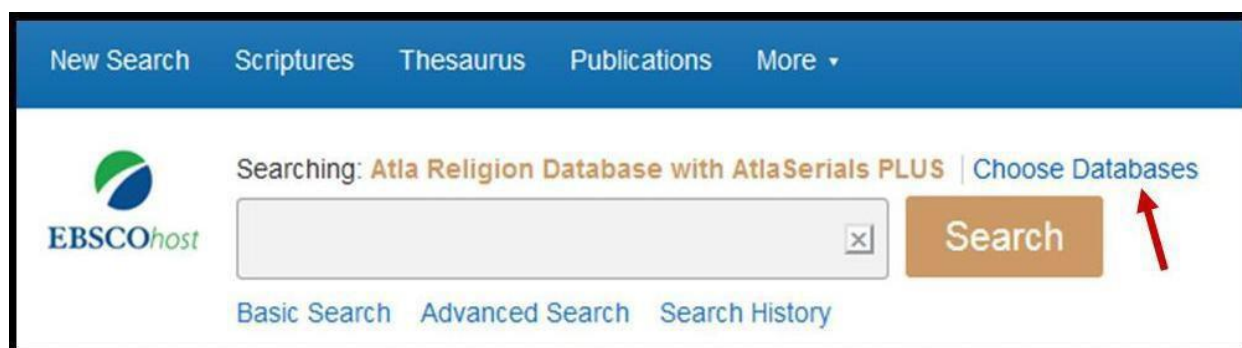 New Search Scriptures Thesaurus Publications More
Searching: Atla Religion Database with AtlaSerials PLUS | Choose Databases
EBSCOhost
Search
Basic Search Advanced Search Search History